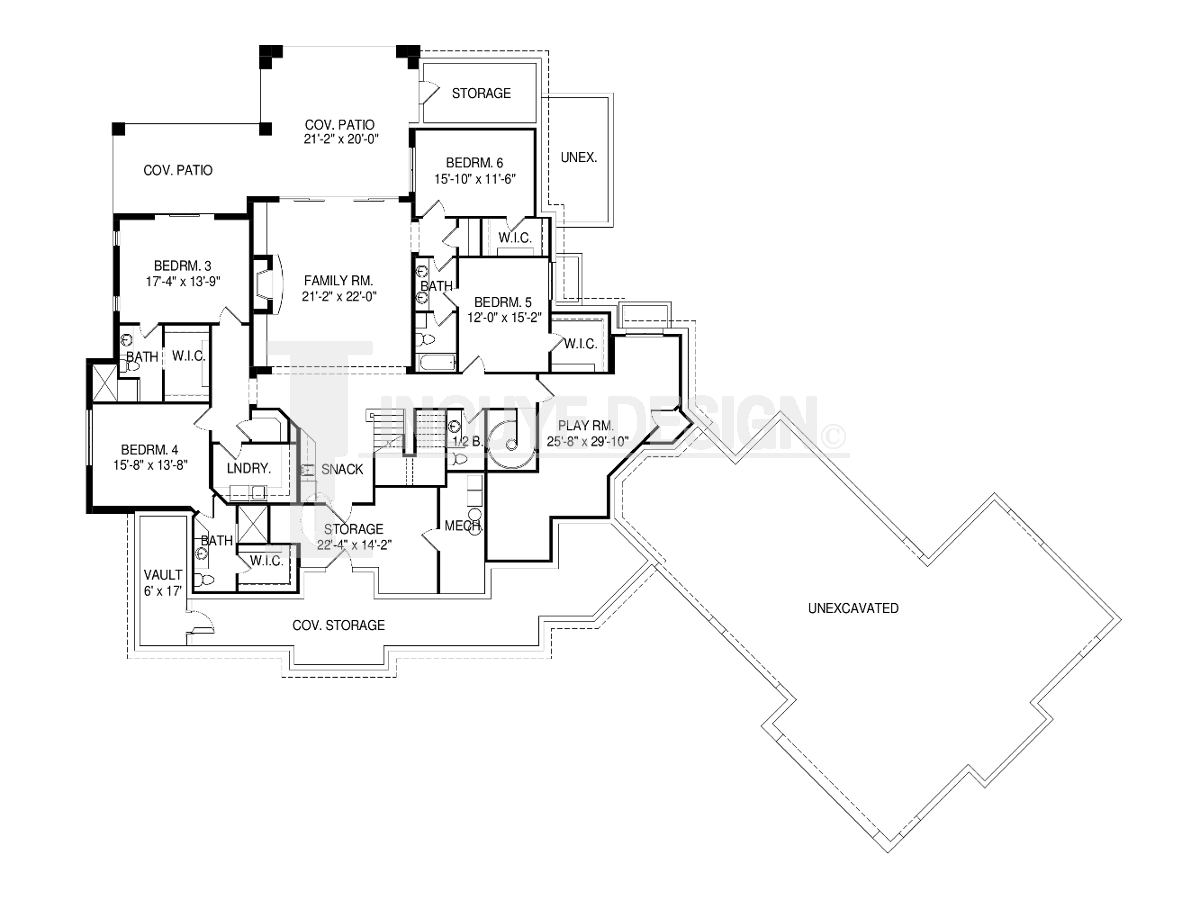 STORAGE
COV. PATIO
21'-2" x 20'-0"
COV. PATIO
UNEX.
BEDRM. 6
15'-10" x 11'-6"
W.I.C.
BEDRM. 3
17'-4" x 13'-9"
FAMILY RM.
21'-2" x 22'-0"
BATH
BEDRM. 5
12'-0" x 15'-2"
BATH
W.I.C.
W.I.C.
INOUYE DESIGN ©
PLAY RM.
25'-8" x 29'-10"
1/2 B.
BEDRM. 4
15'-8" x 13'-8"
LNDRY.
SNACK
STORAGE
22'-4" x 14'-2"
MECH.
BATH
W.I.C.
VAULT
6' x 17'
UNEXCAVATED
COV. STORAGE